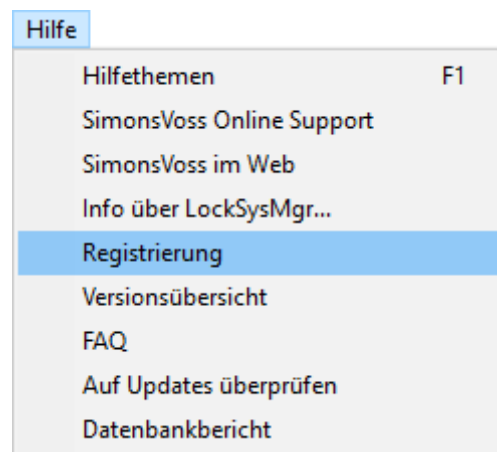 Hilfe
Hilfethemen F1
SimonsVoss Online Support
SimonsVoss im Web
Info über LockSysMgr...
Registrierung
Versionsübersicht
FAQ
Auf Updates überprüfen
Datenbankbericht